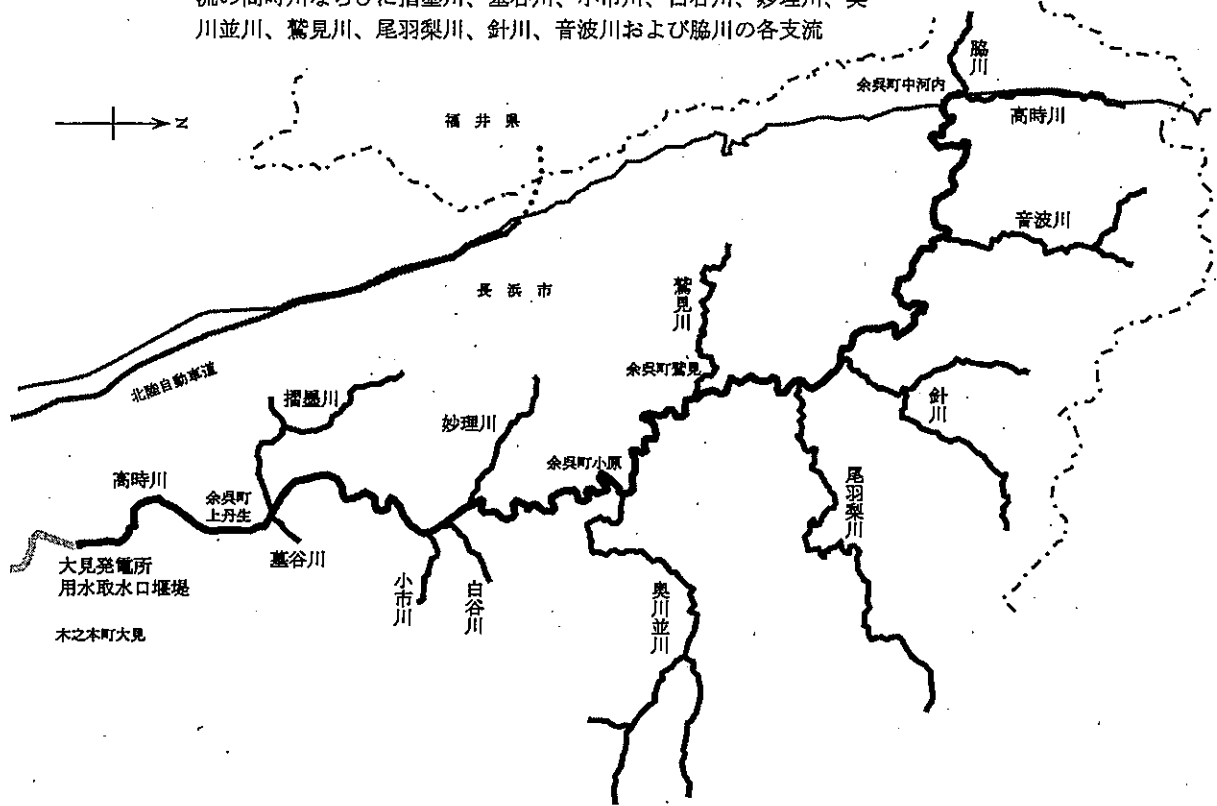 川並川、鷲見川、尾羽梨川、針川、音波川および脇川の各支流
脇川
余呉町中河内
高時川
N
福井県
音波川
長浜市
鷲見川
北陸自動車道
余呉町鷲見
摺墨川
妙理川
針川
余呉町小原
高時川
余呉町
上丹生
尾羽梨川
墓谷川
大見発電所
用水取水口堰堤
小市川
白谷川
奥川並川
木之本町大見